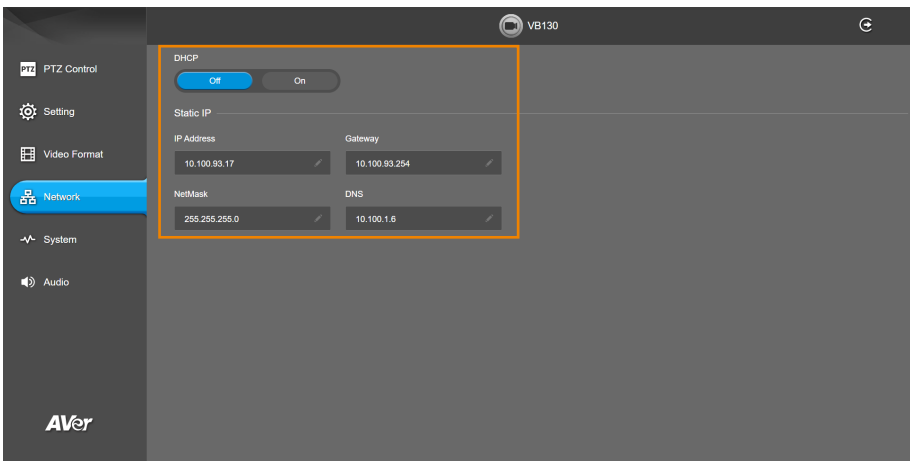 VB130
PTZ PTZ Control
Setting
Video Format
Network
System
Audio
AVer
DHCP
Off On
Static IP
IP Address Gateway
10.100.93.17 10.100.93.254
NetMask DNS
255.255.255.0 10.100.1.6